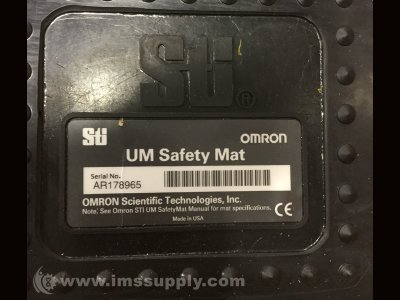 Sti
®
Sti OMRON
UM Safety Mat
Serial No.
AR178965
OMRON Scientific Technologies, Inc.
Note: See Omron STI UM SafetyMat Manual for mat specifications.
Made in USA
CE
www.imssupply.com